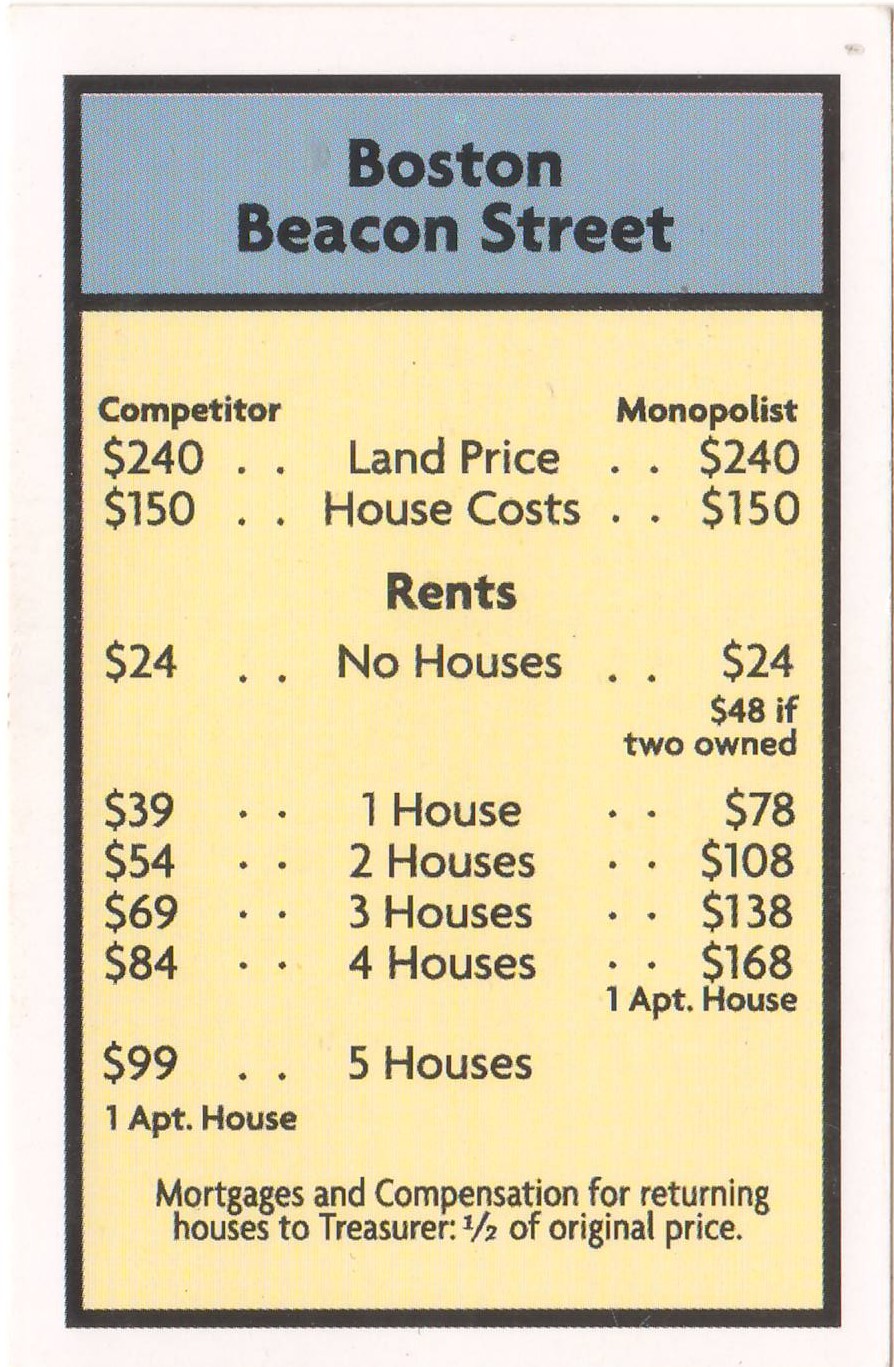 Boston
Beacon Street
Competitor Monopolist
$240 . . Land Price . . $240
$150 . . House Costs . . $150
Rents
$24 . . No Houses . . $24
$48 if
two owned
$39 . . 1 House . . $78
$54 . . 2 Houses . . $108
$69 . . 3 Houses . . $138
$84 . . 4 Houses . . $168
1 Apt. House
$99 . . 5 Houses
1 Apt. House
Mortgages and Compensation for returning
houses to Treasurer: ½ of original price.